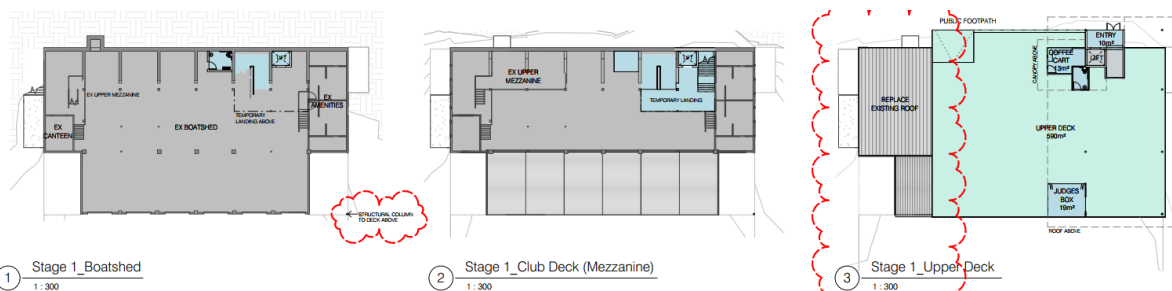 EX UPPER MEZZANINE
EX
CANTEEN
EX BOATSHED
TEMPORARY
LANDING ABOVE
EX
AMENITIES
LIFT
STRUCTURAL COLUMN
TO DECK ABOVE
1
Stage 1_Boatshed
1 : 300
EX UPPER
MEZZANINE
LIFT
TEMPORARY LANDING
2
Stage 1_Club Deck (Mezzanine)
1 : 300
PUBLIC FOOTPATH
ENTRY
10m²
COFFEE
CART
13m²
LIFT
CANOPY ABOVE
REPLACE
EXISTING ROOF
UPPER DECK
590m²
JUDGES
BOX
19m²
ROOF ABOVE
3
Stage 1_Upper Deck
1 : 300